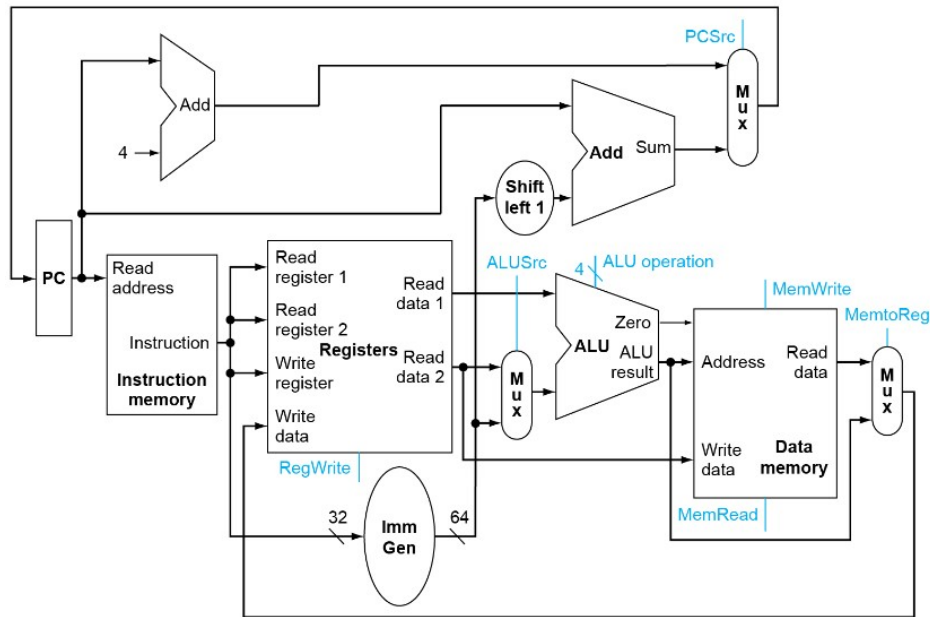 PCSrc
Add
4
M
u
x
Add
Sum
Shift
left 1
PC
Read
address
Instruction
Instruction
memory
Read
register 1
Read
register 2
Write
register
Write
data
Registers
Read
data 1
Read
data 2
RegWrite
ALUSrc
M
u
x
4
ALU operation
Zero
ALU
ALU
result
MemWrite
Address
Read
data
Write
data
Data
memory
MemRead
MemtoReg
M
u
x
32
Imm
Gen
64